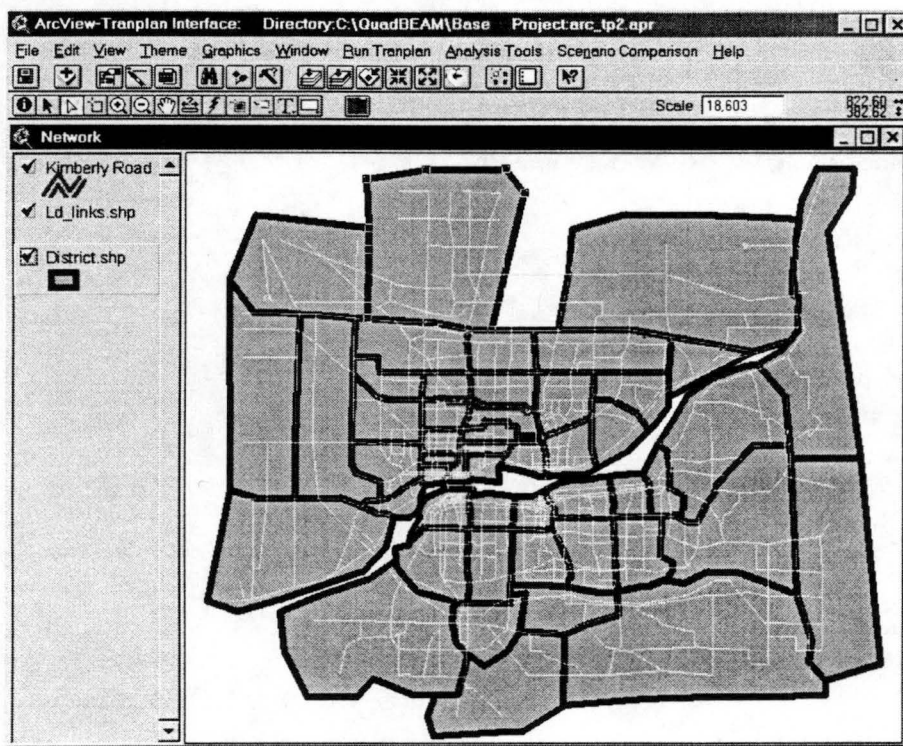 ArcView-Tranplan Interface: Directory:C:\QuadBEAM\Base Project:arc_tp2.apr
File Edit View Theme Graphics Window Run Tranplan Analysis Tools Scenario Comparison Help
Scale 18,603 822.60
382.62
Network
Kimberly Road
Ld_links.shp
District.shp